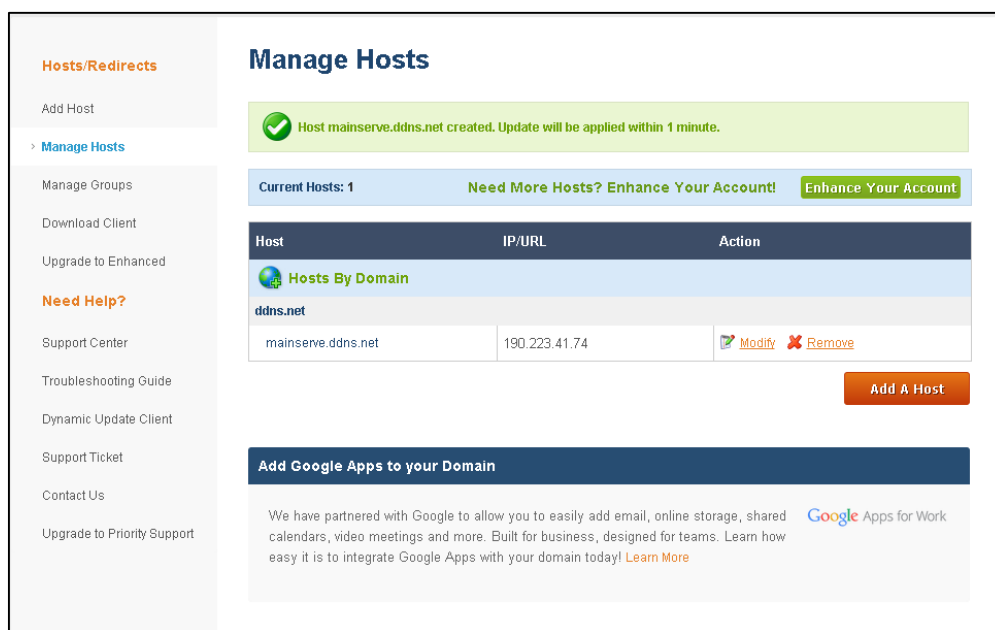 Hosts/Redirects
Add Host
Manage Hosts
Manage Groups
Download Client
Upgrade to Enhanced
Need Help?
Support Center
Troubleshooting Guide
Dynamic Update Client
Support Ticket
Contact Us
Upgrade to Priority Support
Manage Hosts
Host mainserve.ddns.net created. Update will be applied within 1 minute.
Current Hosts: 1 Need More Hosts? Enhance Your Account! Enhance Your Account
Host IP/URL Action
Hosts By Domain
ddns.net
mainserve.ddns.net 190.223.41.74 Modify Remove
Add A Host
Add Google Apps to your Domain
We have partnered with Google to allow you to easily add email, online storage, shared
calendars, video meetings and more. Built for business, designed for teams. Learn how
easy it is to integrate Google Apps with your domain today! Learn More
Google Apps for Work